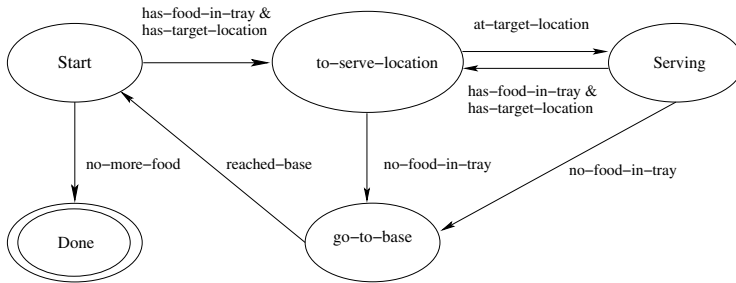 has-food-in-tray &
has-target-location
at-target-location
Start
to-serve-location
Serving
has-food-in-tray &
has-target-location
no-more-food
reached-base
no-food-in-tray
no-food-in-tray
Done
go-to-base